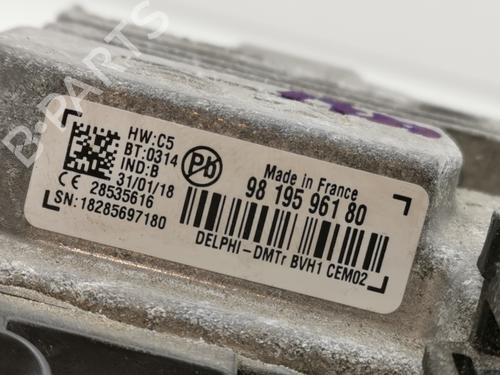 HW:C5
BT:0314
IND:B
31/01/18
CE 28535616
SN:18285697180
Pb
Made in France
98 195 961 80
DELPHI-DMTr BVH1 CEM02
B-PARTS